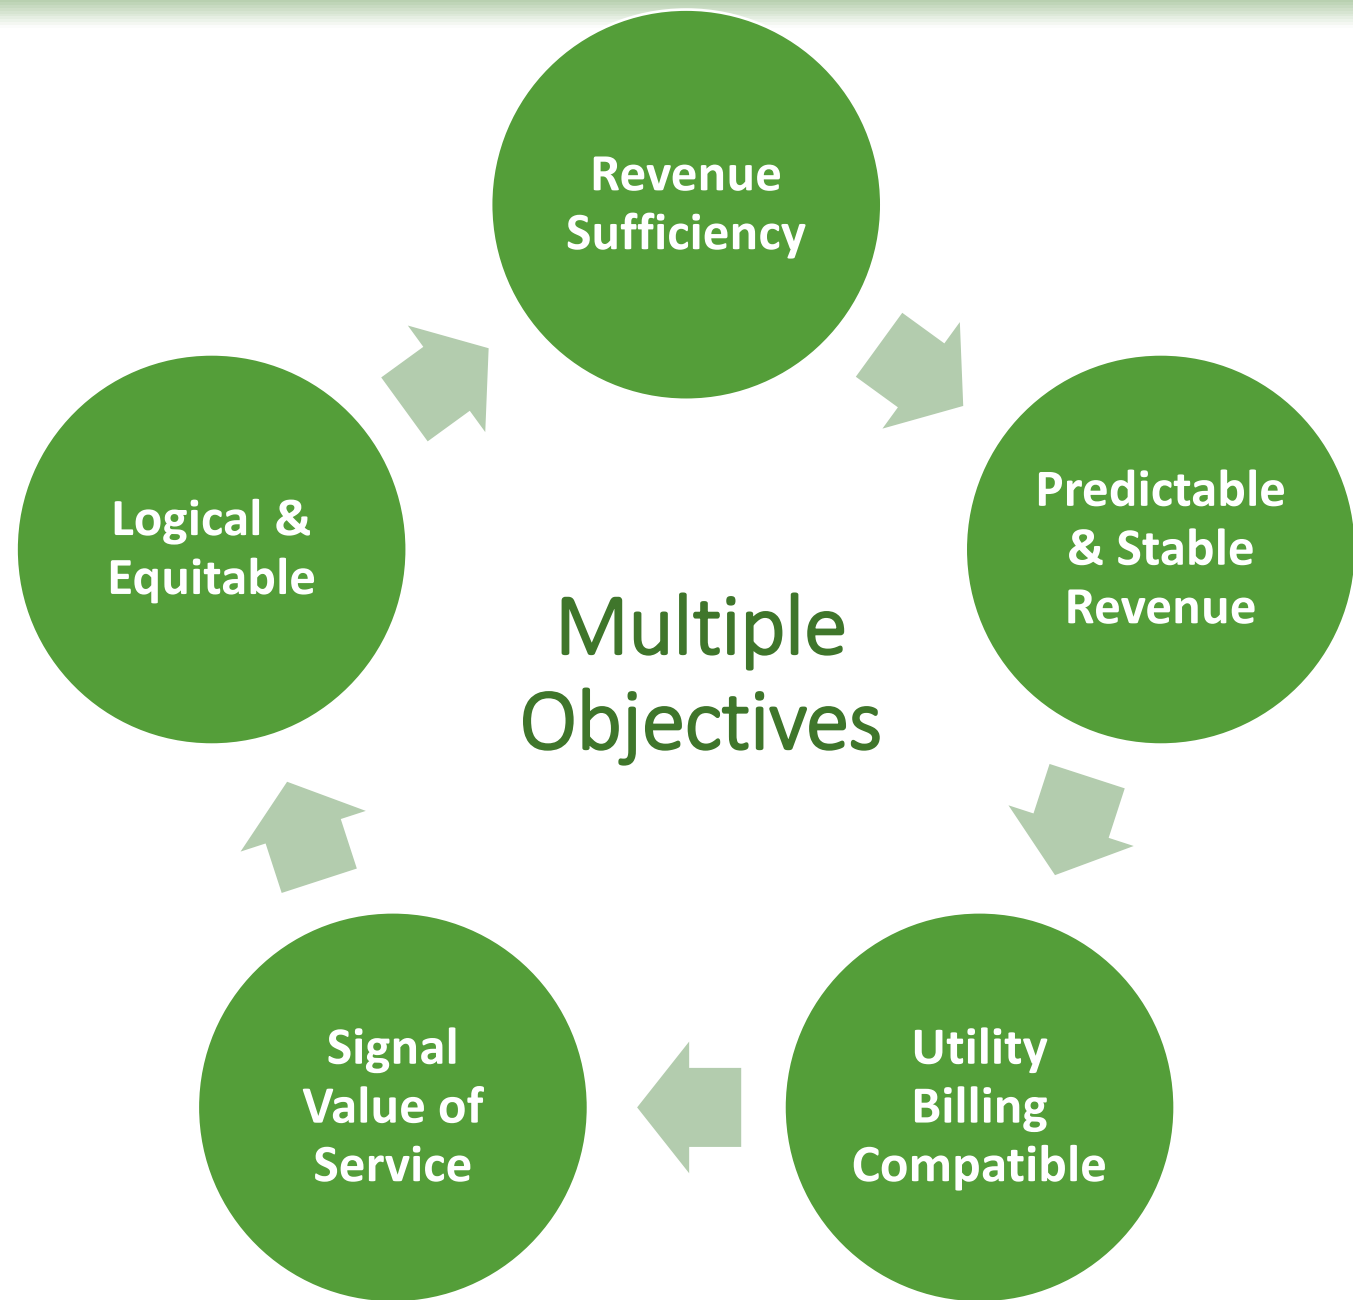 Revenue
Sufficiency
Predictable
& Stable
Revenue
Utility
Billing
Compatible
Signal
Value of
Service
Logical &
Equitable
Multiple
Objectives